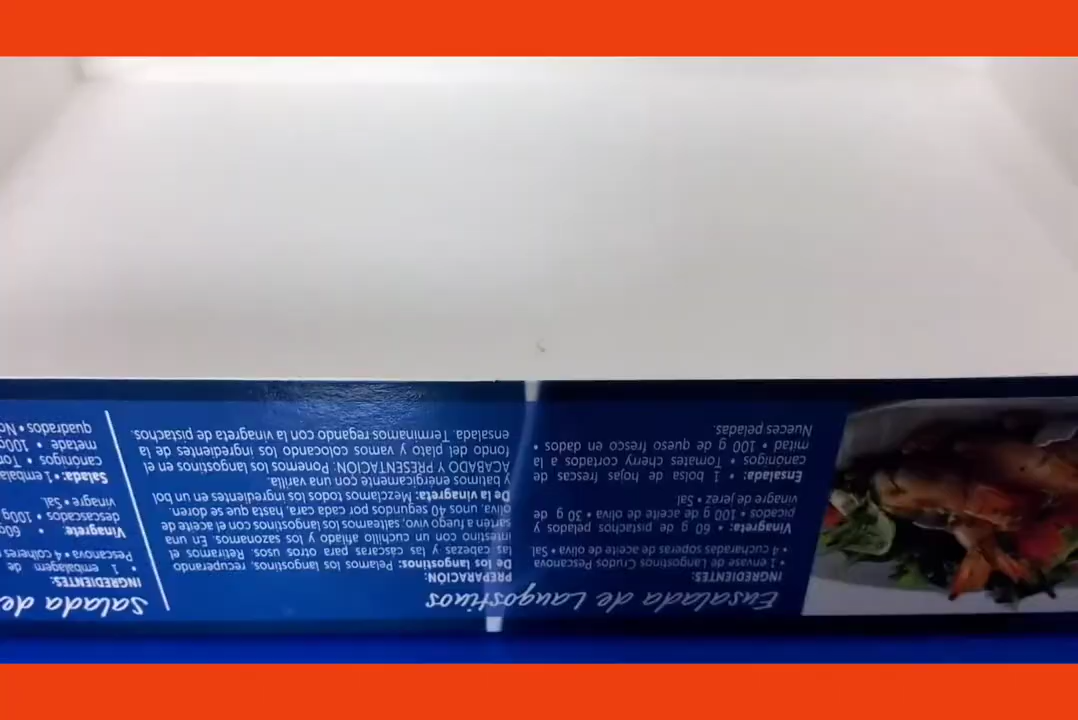 Ensalada de Langostinos
INGREDIENTES:
• 1 envase de Langostinos Crudos Pescanova
• 4 cucharadas soperas de aceite de oliva • Sal.
Vinagreta: • 60 g de pistachos pelados y
picados • 100 g de aceite de oliva • 30 g de
vinagre de jerez • Sal
Ensalada: • 1 bolsa de hojas frescas de
canónigos • Tomates cherry cortados a la
mitad • 100 g de queso fresco en dados •
Nueces peladas.
PREPARACIÓN:
De los langostinos: Pelamos los langostinos, recuperando
las cabezas y las cáscaras para otros usos. Retiramos el
intestino con un cuchillo afilado y los sazonamos. En una
sartén a fuego vivo, salteamos los langostinos con el aceite de
oliva, unos 40 segundos por cada cara, hasta que se doren.
De la vinagreta: Mezclamos todos los ingredientes en un bol
y batimos enérgicamente con una varilla.
ACABADO Y PRESENTACIÓN: Ponemos los langostinos en el
fondo del plato y vamos colocando los ingredientes de la
ensalada. Terminamos regando con la vinagreta de pistachos.
Salada de
INGREDIENTES:
• 1 embalagem de
Pescanova • 4 colheres
Vinagrete: • 60g
descascados • 100g
vinagre • Sal.
Salada: • 1 embala
canónigos •
metade • 100g
quadrados •